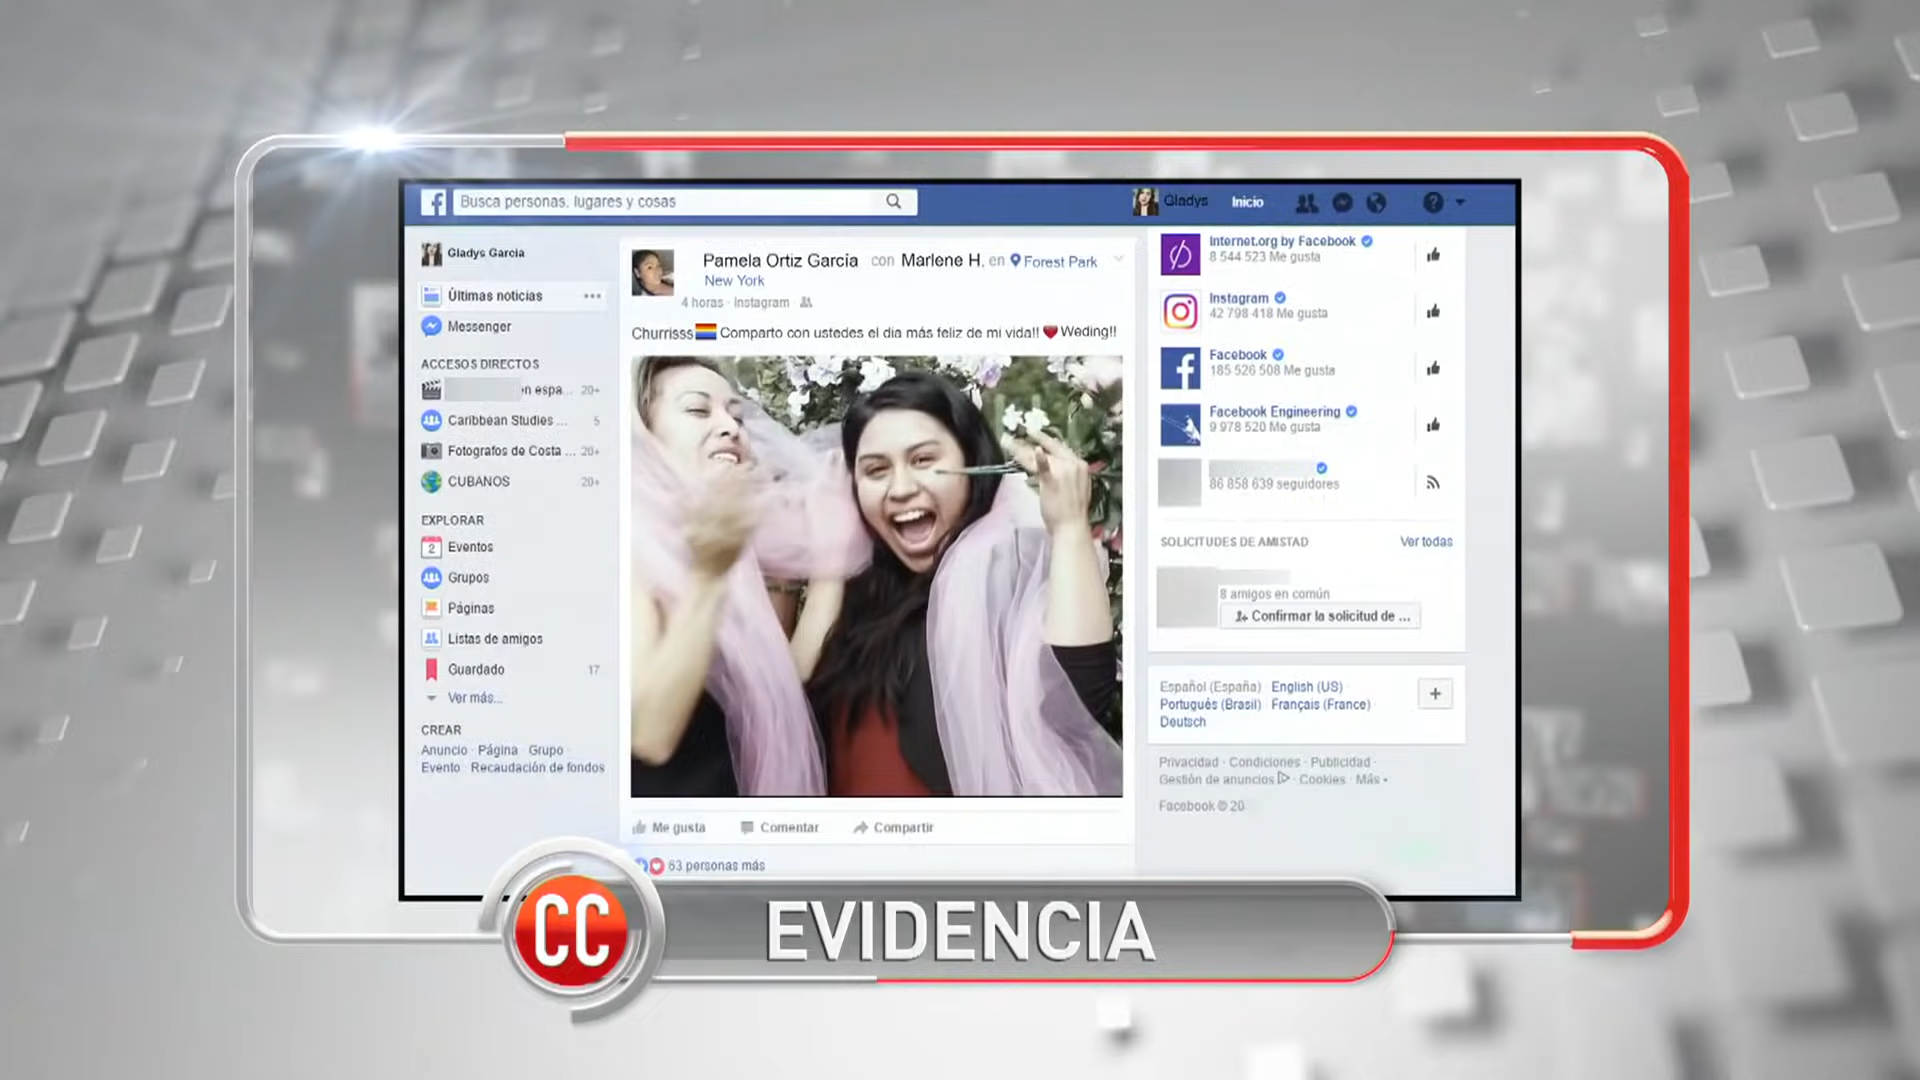 Busca personas, lugares y cosas
Gladys
Inicio
Gladys Garcia
Últimas noticias
Messenger
ACCESOS DIRECTOS
n espa... 20+
Caribbean Studies ... 5
Fotografos de Costa ... 20+
CUBANOS 20+
EXPLORAR
2 Eventos
Grupos
Páginas
Listas de amigos
Guardado 17
Ver más...
CREAR
Anuncio · Página · Grupo ·
Evento · Recaudación de fondos
Pamela Ortiz García con Marlene H. en Forest Park
New York
4 horas · Instagram ·
Churrisss Comparto con ustedes el dia más feliz de mi vida!! Weding!!
Me gusta Comentar Compartir
63 personas más
Internet.org by Facebook
8 544 523 Me gusta
Instagram
42 798 418 Me gusta
Facebook
185 526 508 Me gusta
Facebook Engineering
9 978 520 Me gusta
86 858 639 seguidores
SOLICITUDES DE AMISTAD Ver todas
8 amigos en común
Confirmar la solicitud de ...
Español (España) · English (US) ·
Português (Brasil) · Français (France) ·
Deutsch
Privacidad · Condiciones · Publicidad ·
Gestión de anuncios · Cookies · Más
Facebook © 20
CC EVIDENCIA